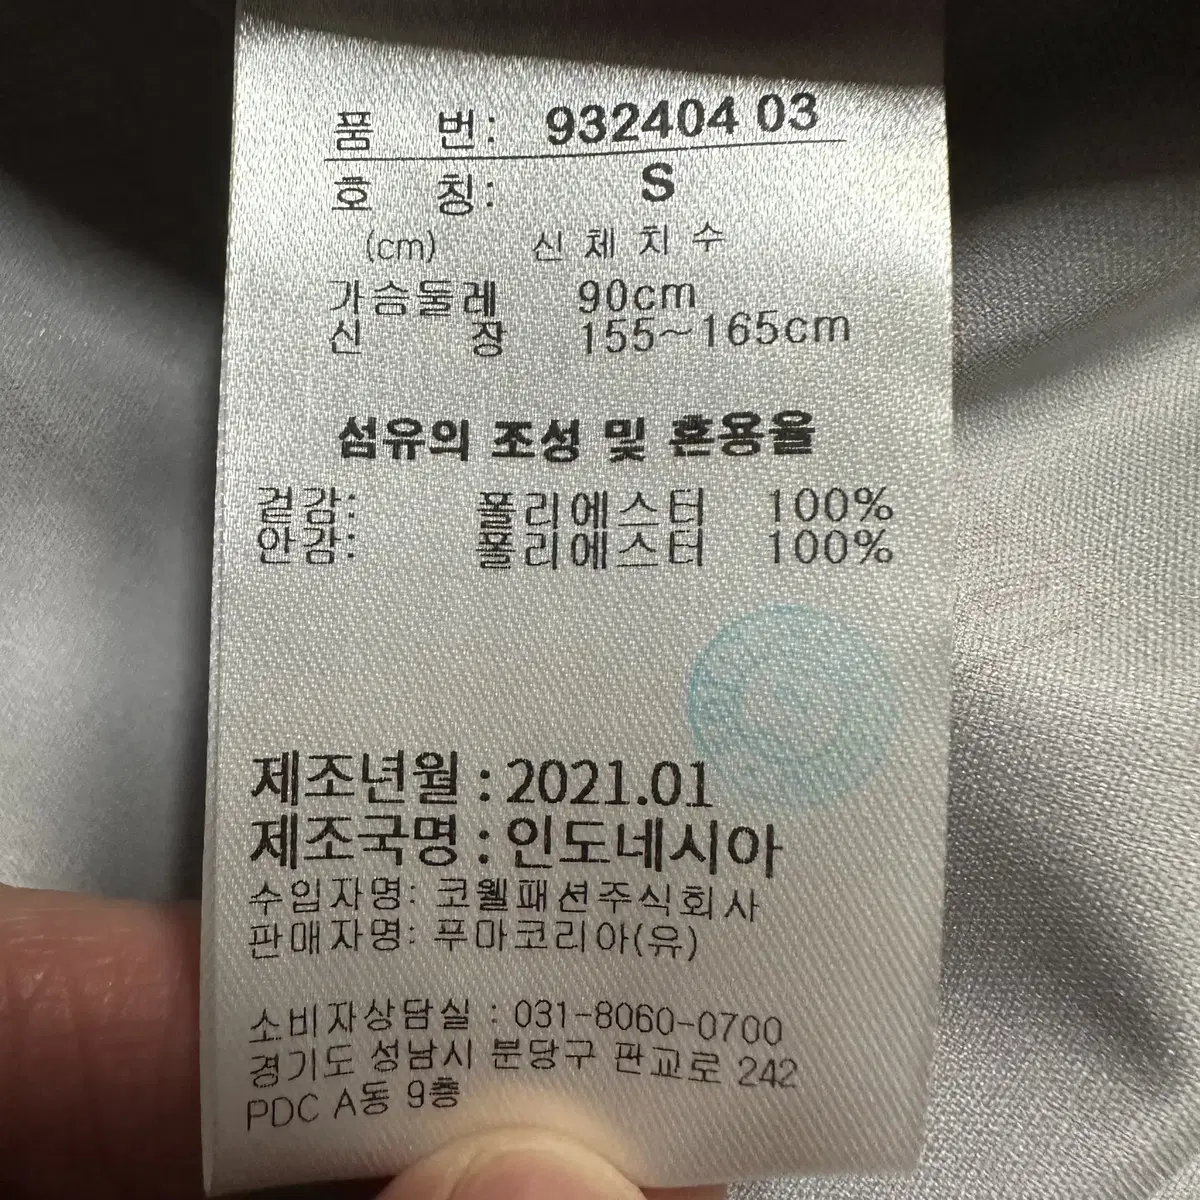 품 번: 932404 03
호 칭: S
(cm) 신 체 치 수
가슴둘레 90cm
신 장 155~165cm
섬유의 조성 및 혼용율
겉감: 폴리에스터 100%
안감: 폴리에스터 100%
제조년월 : 2021.01
제조국명 : 인도네시아
수입자명: 코웰패션주식회사
판매자명: 푸마코리아(유)
소비자상담실 : 031-8060-0700
경기도 성남시 분당구 판교로 242
PDC A동 9층